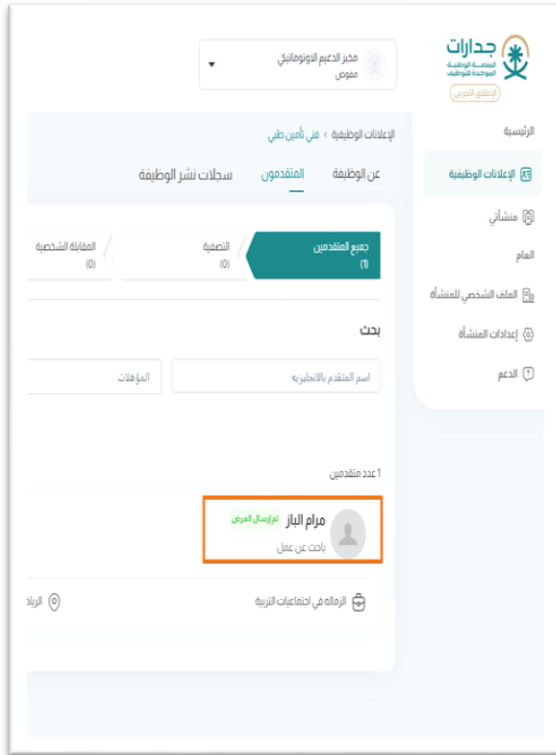 جدارات
المنصة الوطنية
الموحدة للتوظيف
الإطلاق التجريبي
مخبز الدغيم الاوتوماتيكي
مفوض
الرئيسية
الإعلانات الوظيفية
منشآتي
العام
الملف الشخصي للمنشأة
إعدادات المنشأة
الدعم
الإعلانات الوظيفية › فني تأمين طبي
عن الوظيفة المتقدمون سجلات نشر الوظيفة
جميع المتقدمين (1)
التصفية (0)
المقابلة الشخصية (0)
بحث
اسم المتقدم بالانجليزيه
المؤهلات
1 عدد متقدمين
مرام الباز تم إرسال العرض
باحث عن عمل
الزماله في اجتماعيات التربية